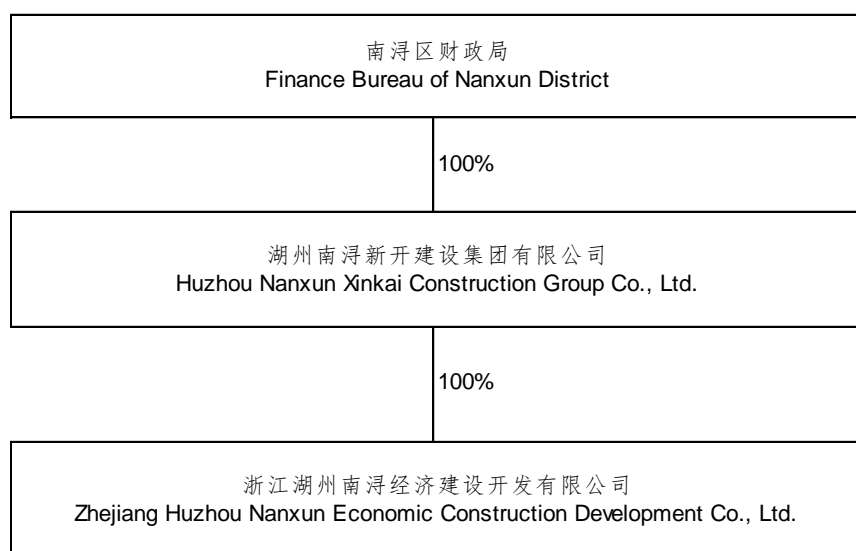 南浔区财政局
Finance Bureau of Nanxun District
100%
湖州南浔新开建设集团有限公司
Huzhou Nanxun Xinkai Construction Group Co., Ltd.
100%
浙江湖州南浔经济建设开发有限公司
Zhejiang Huzhou Nanxun Economic Construction Development Co., Ltd.